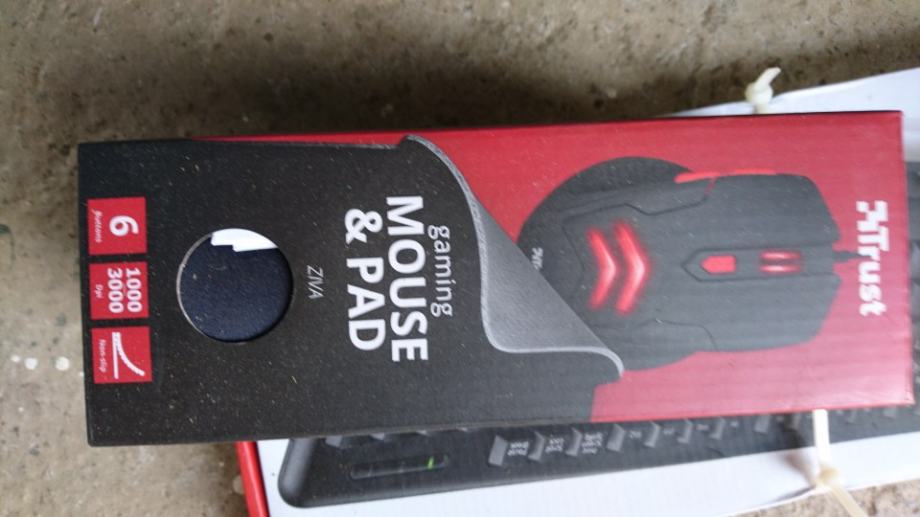 Trust
gaming
MOUSE
& PAD
ZIVA
6
Buttons
1000
3000
Dpi
Non-slip